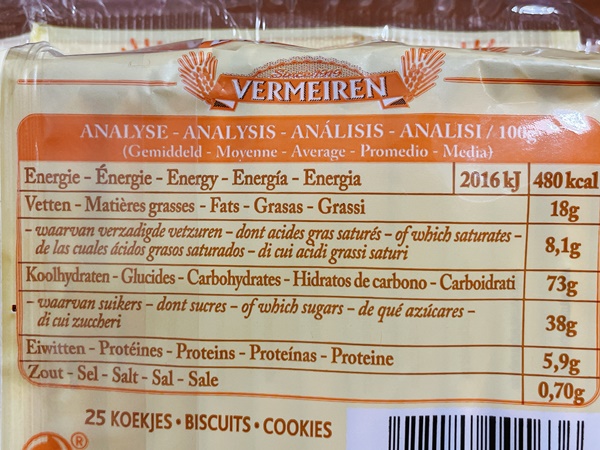 VERMEIREN
ANALYSE - ANALYSIS - ANÁLISIS - ANALISI / 100
(Gemiddeld - Moyenne - Average - Promedio - Media)
Energie - Énergie - Energy - Energía - Energia 2016 kJ 480 kcal
Vetten - Matières grasses - Fats - Grasas - Grassi 18g
- waarvan verzadigde vetzuren - dont acides gras saturés - of which saturates -
de las cuales ácidos grasos saturados - di cui acidi grassi saturi 8,1g
Koolhydraten - Glucides - Carbohydrates - Hidratos de carbono - Carboidrati 73g
- waarvan suikers - dont sucres - of which sugars - de qué azúcares -
di cui zuccheri 38g
Eiwitten - Protéines - Proteins - Proteínas - Proteine 5,9g
Zout - Sel - Salt - Sal - Sale 0,70g
25 KOEKJES • BISCUITS • COOKIES
®